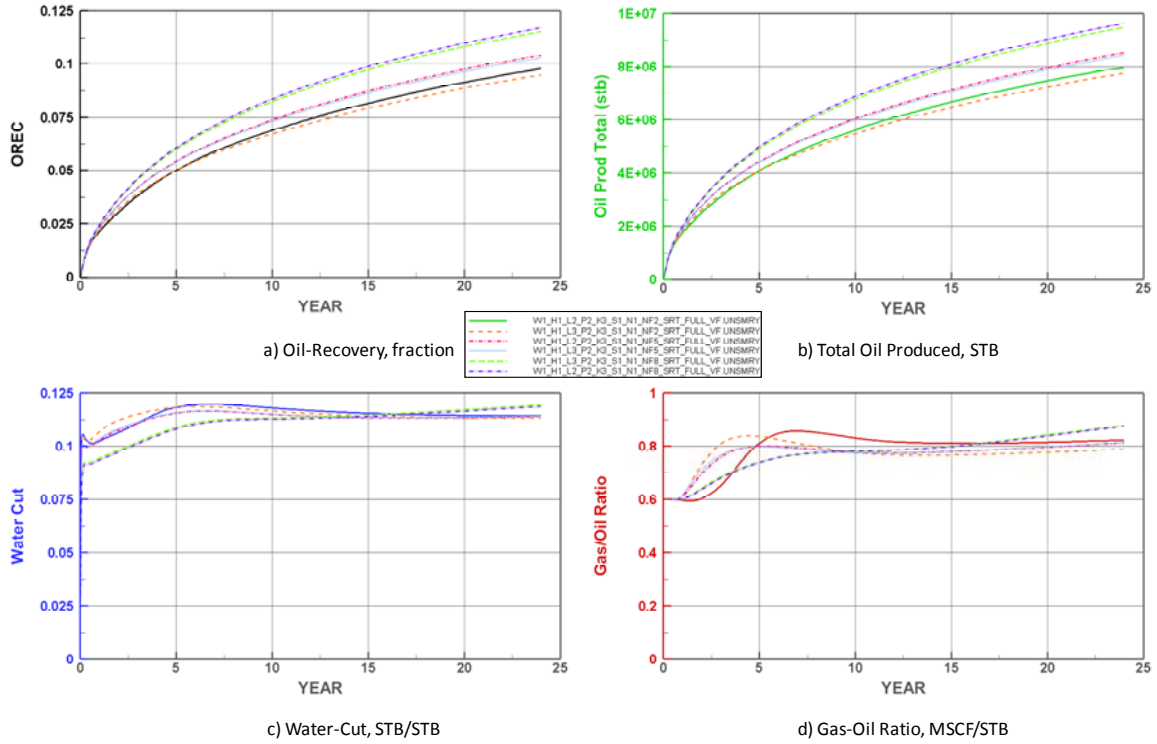 0.125
0.1
0.075
0.05
0.025
0
OREC
0 5 10 15 20 25
YEAR
1E+07
8E+06
6E+06
4E+06
2E+06
0
Oil Prod Total (stb)
0 5 10 15 20 25
YEAR
W1_H1_L2_P2_K3_S1_N1_NF2_SRT_FULL_VF.UNSMRY
W1_H1_L3_P2_K3_S1_N1_NF2_SRT_FULL_VF.UNSMRY
W1_H1_L2_P2_K3_S1_N1_NF5_SRT_FULL_VF.UNSMRY
W1_H1_L3_P2_K3_S1_N1_NF5_SRT_FULL_VF.UNSMRY
W1_H1_L3_P2_K3_S1_N1_NF8_SRT_FULL_VF.UNSMRY
W1_H1_L2_P2_K3_S1_N1_NF8_SRT_FULL_VF.UNSMRY
a) Oil-Recovery, fraction
b) Total Oil Produced, STB
0.125
0.1
0.075
0.05
0.025
0
Water Cut
0 5 10 15 20 25
YEAR
1
0.8
0.6
0.4
0.2
0
Gas/Oil Ratio
0 5 10 15 20 25
YEAR
c) Water-Cut, STB/STB
d) Gas-Oil Ratio, MSCF/STB